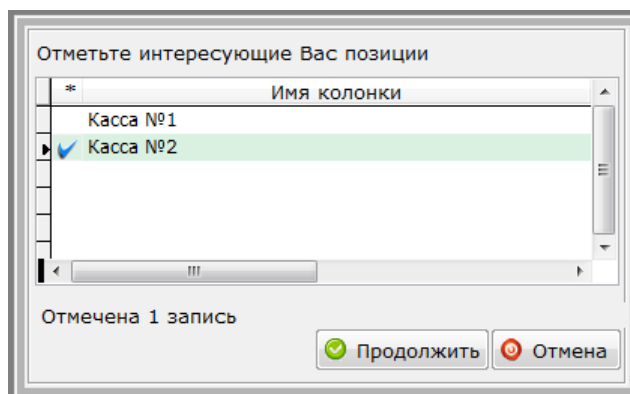 Отметьте интересующие Вас позиции
* Имя колонки
Касса №1
Касса №2
Отмечена 1 запись
Продолжить Отмена